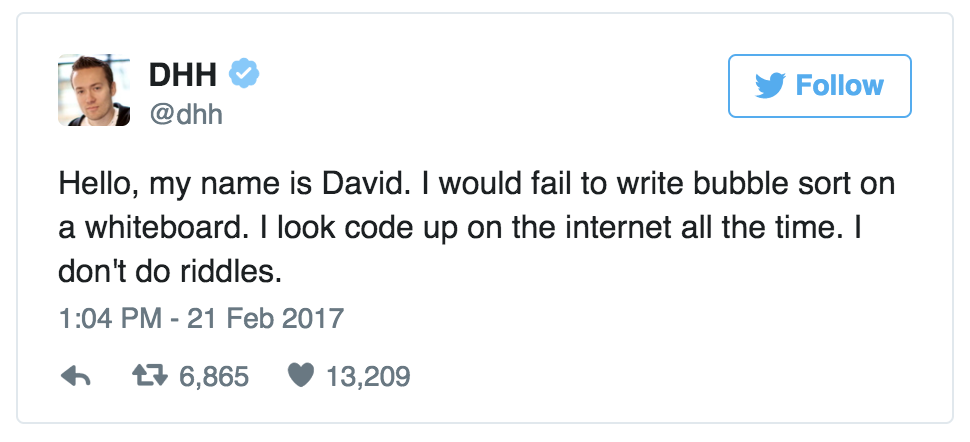 DHH
@dhh
Follow
Hello, my name is David. I would fail to write bubble sort on
a whiteboard. I look code up on the internet all the time. I
don't do riddles.
1:04 PM - 21 Feb 2017
6,865 13,209